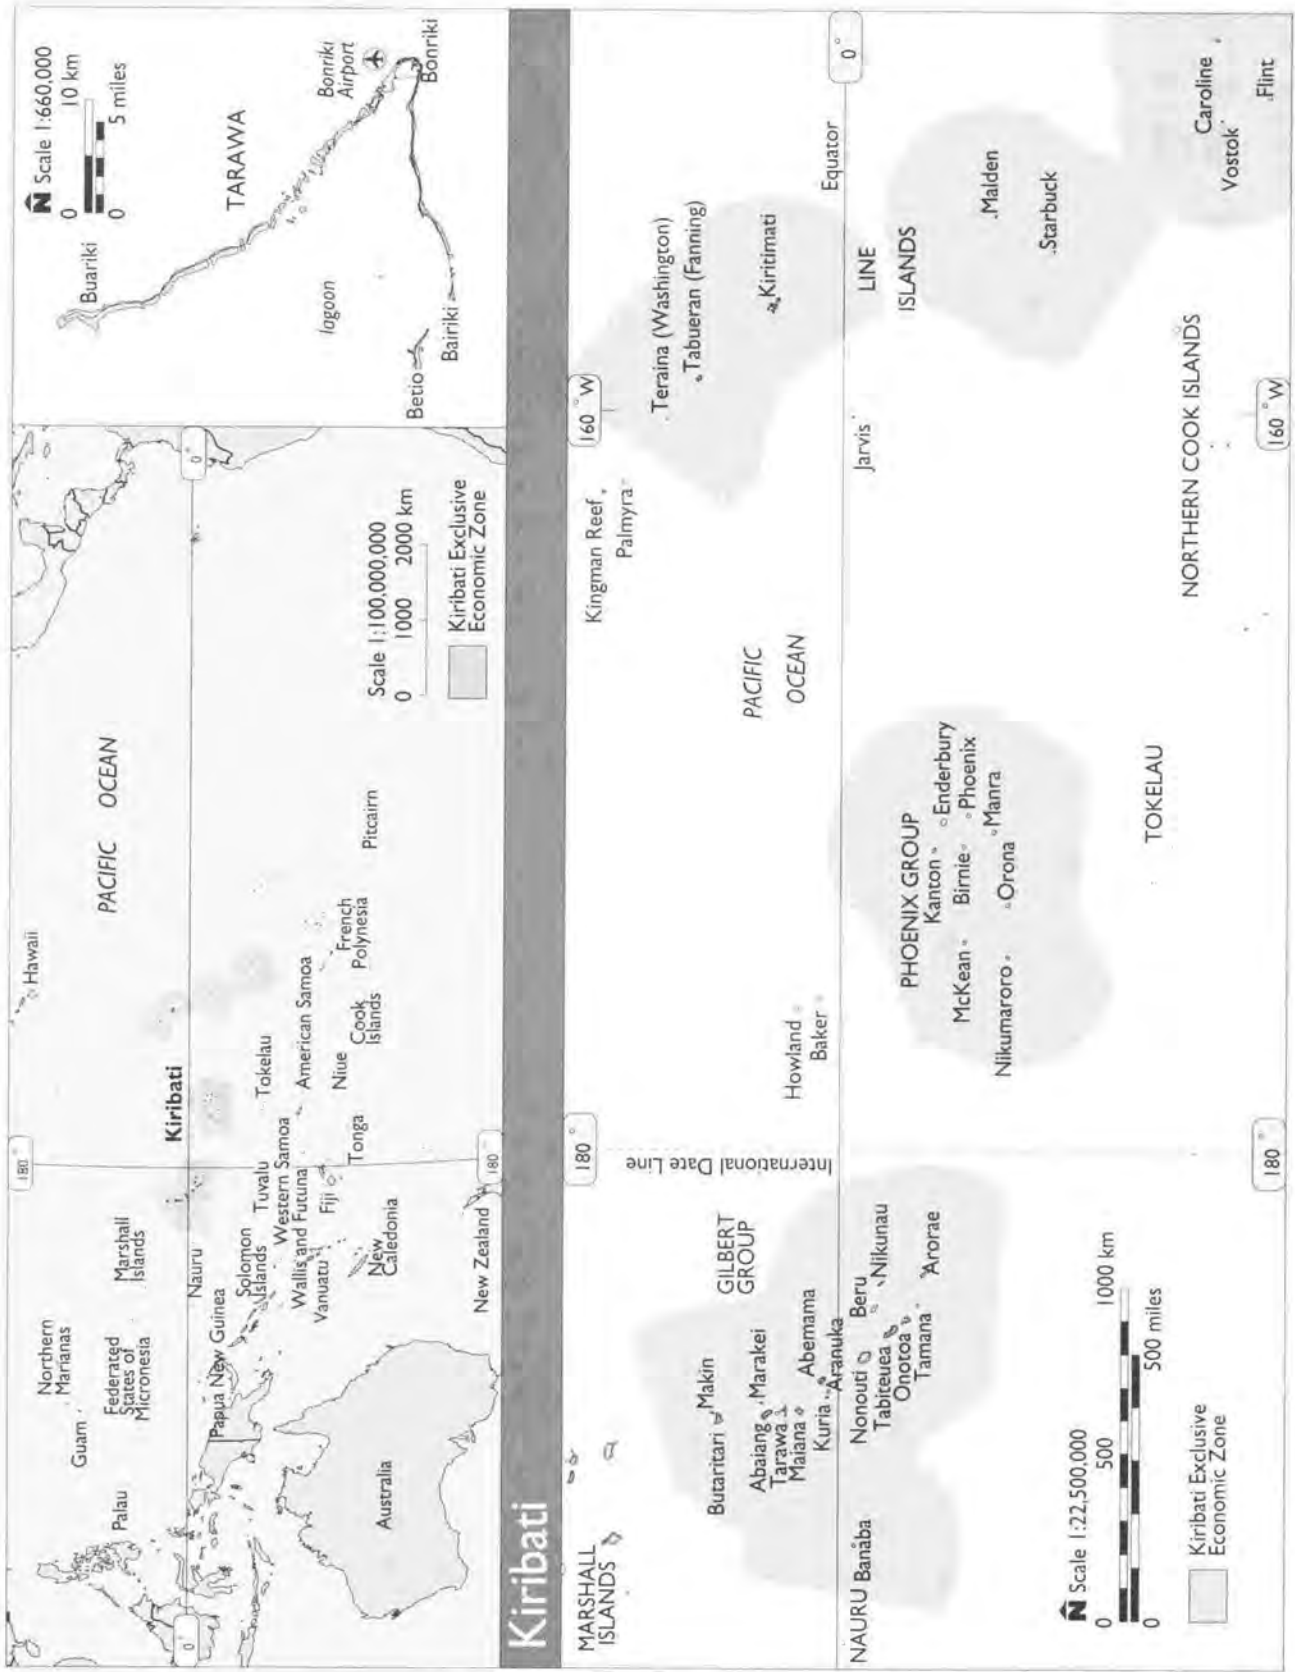 180°
Hawaii
Northern
Marianas
Guam
PACIFIC OCEAN
Palau
Federated
States of
Micronesia
Marshall
Islands
Kiribati
0°
0°
Nauru
Papua New Guinea
Solomon
Islands
Tuvalu
Tokelau
Western Samoa
Wallis and Futuna
American Samoa
Vanuatu
Fiji
Niue
French
Polynesia
Tonga
Cook
Islands
Pitcairn
New
Caledonia
Australia
New Zealand
180°
Scale 1:100,000,000
0 1000 2000 km
Kiribati Exclusive
Economic Zone
N Scale 1:660,000
0 10 km
0 5 miles
Buariki
TARAWA
Bonriki
Airport
lagoon
Betio
Bairiki
Bonriki
Kiribati
180°
160°W
MARSHALL
ISLANDS
Kingman Reef
Palmyra
Teraina (Washington)
Tabueran (Fanning)
Kiritimati
GILBERT
GROUP
Butaritari
Makin
Abaiang
Marakei
Tarawa
Maiana
Abemama
Kuria
Aranuka
International Date Line
Howland
Baker
PACIFIC
OCEAN
Equator
0°
NAURU
Banaba
Nonouti
Beru
Tabiteuea
Nikunau
Onotoa
Tamana
Arorae
Jarvis
LINE
ISLANDS
PHOENIX GROUP
Kanton
Enderbury
McKean
Birnie
Phoenix
Nikumaroro
Orona
Manra
Malden
Starbuck
TOKELAU
NORTHERN COOK ISLANDS
Caroline
Vostok
Flint
180°
160°W
N Scale 1:22,500,000
0 500 1000 km
0 500 miles
Kiribati Exclusive
Economic Zone